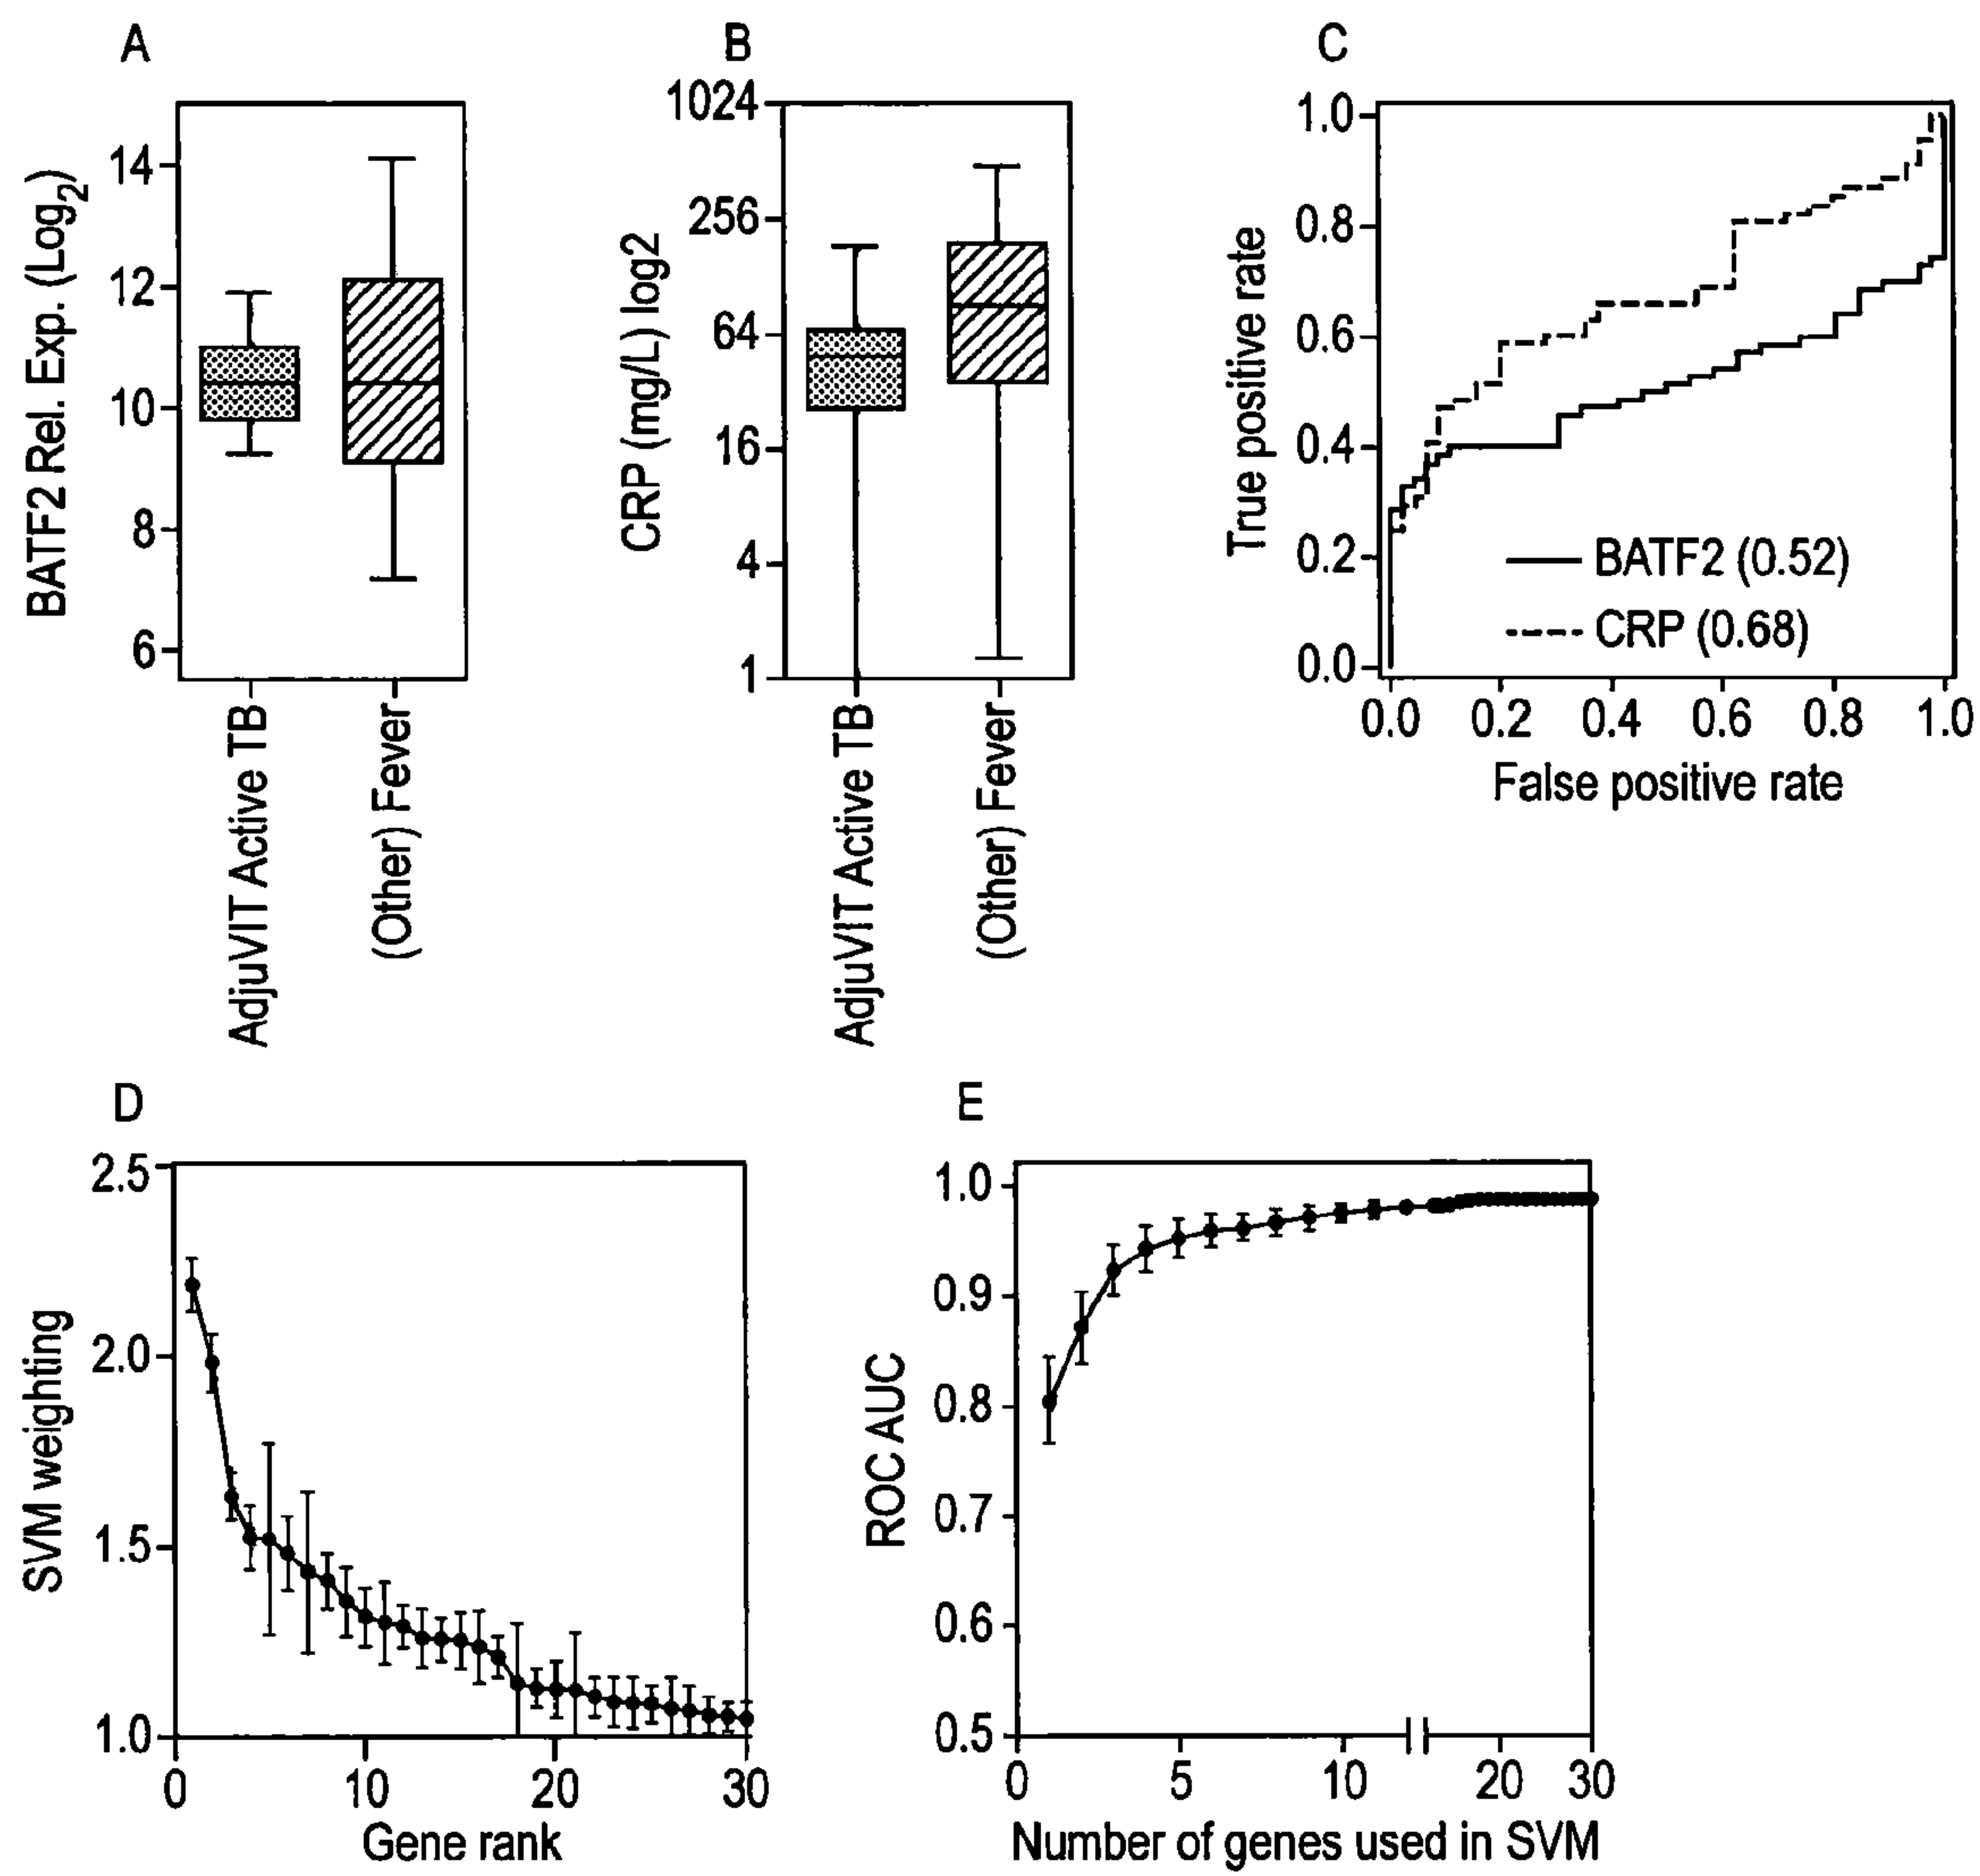 A
BATF2 Rel. Exp. (Log2)
14
12
10
8
6
AdjuVIT Active TB
(Other) Fever
B
CRP (mg/L) log2
1024
256
64
16
4
1
AdjuVIT Active TB
(Other) Fever
C
True positive rate
1.0
0.8
0.6
0.4
0.2
0.0
BATF2 (0.52)
CRP (0.68)
0.0 0.2 0.4 0.6 0.8 1.0
False positive rate
D
SVM weighting
2.5
2.0
1.5
1.0
0 10 20 30
Gene rank
E
ROC AUC
1.0
0.9
0.8
0.7
0.6
0.5
0 5 10 20 30
Number of genes used in SVM